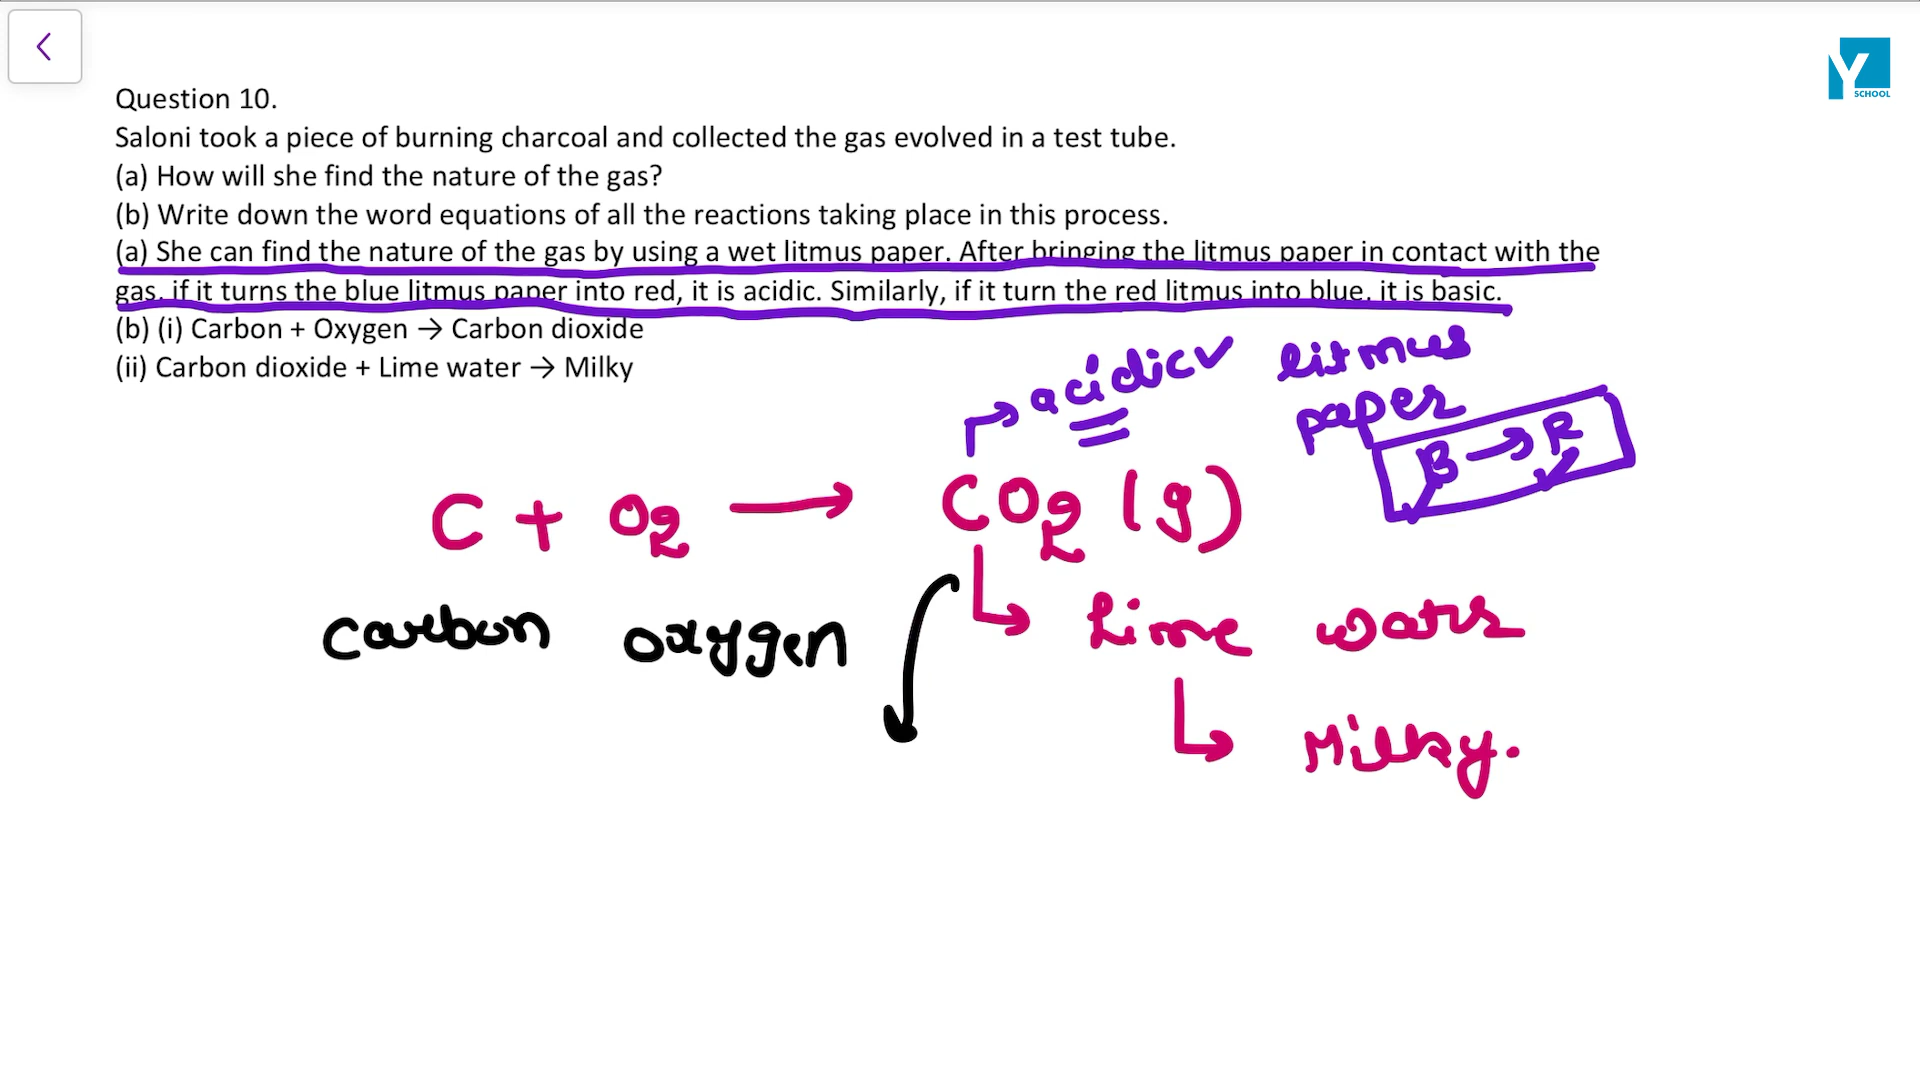 Y
SCHOOL
Question 10.
Saloni took a piece of burning charcoal and collected the gas evolved in a test tube.
(a) How will she find the nature of the gas?
(b) Write down the word equations of all the reactions taking place in this process.
(a) She can find the nature of the gas by using a wet litmus paper. After bringing the litmus paper in contact with the
gas, if it turns the blue litmus paper into red, it is acidic. Similarly, if it turn the red litmus into blue, it is basic.
(b) (i) Carbon + Oxygen → Carbon dioxide
(ii) Carbon dioxide + Lime water → Milky
acidic ✓ litmus
paper
B → R
C + O2 → CO2 (g)
Carbon oxygen
Lime water
Milky.